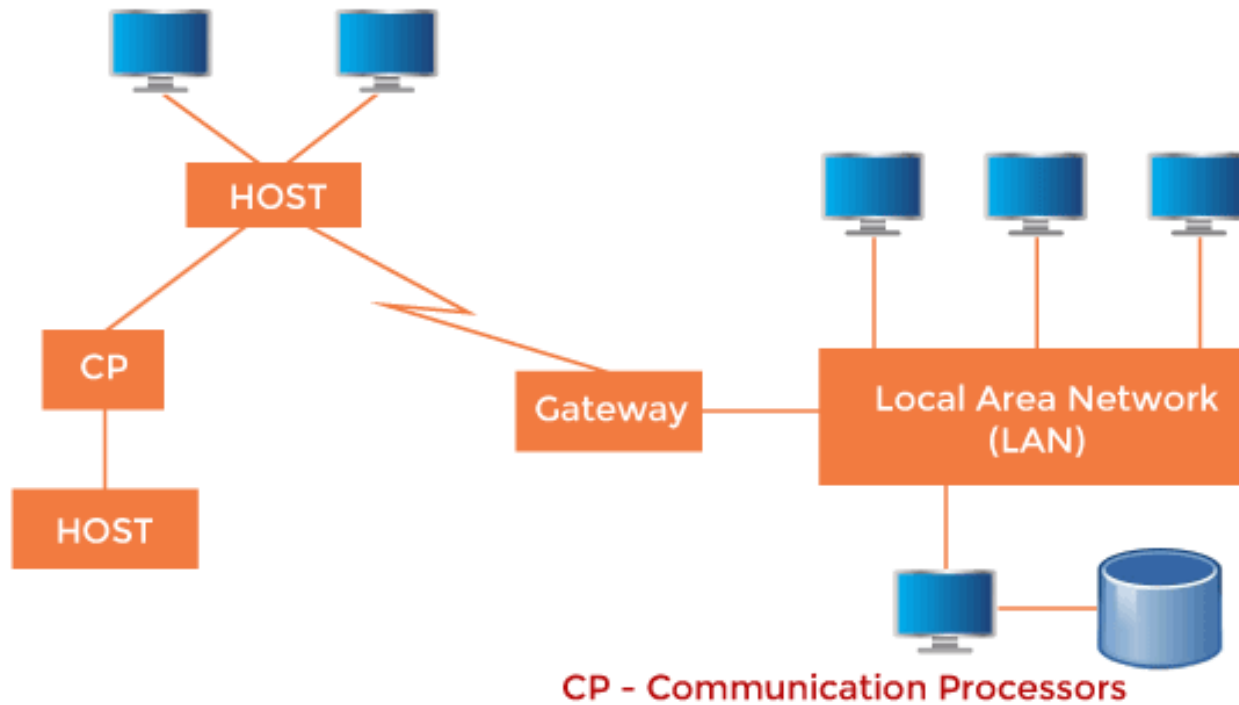 HOST
CP
HOST
Gateway
Local Area Network
(LAN)
CP - Communication Processors